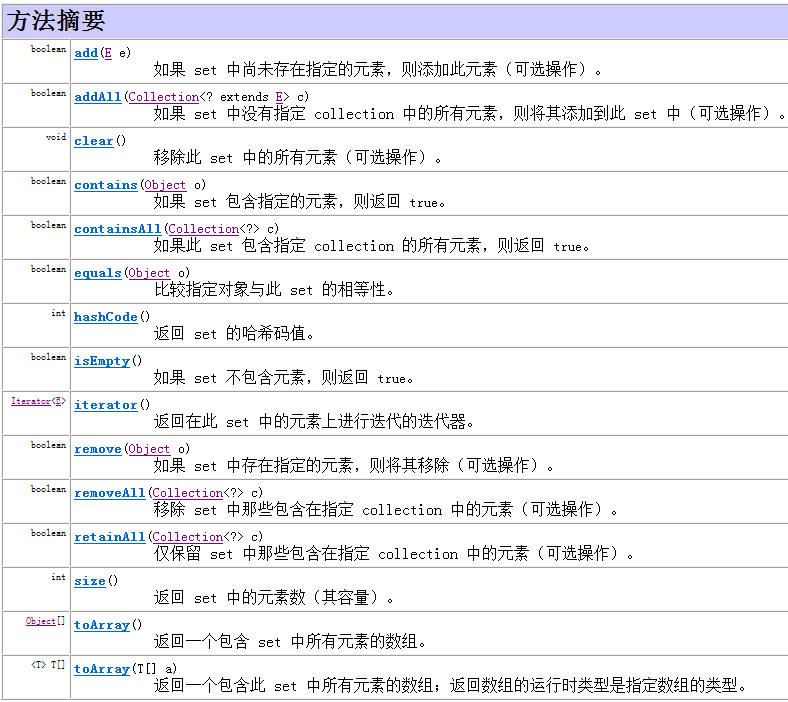 方法摘要
boolean add(E e)
如果 set 中尚未存在指定的元素，则添加此元素（可选操作）。
boolean addAll(Collection<? extends E> c)
如果 set 中没有指定 collection 中的所有元素，则将其添加到此 set 中（可选操作）。
void clear()
移除此 set 中的所有元素（可选操作）。
boolean contains(Object o)
如果 set 包含指定的元素，则返回 true。
boolean containsAll(Collection<?> c)
如果此 set 包含指定 collection 的所有元素，则返回 true。
boolean equals(Object o)
比较指定对象与此 set 的相等性。
int hashCode()
返回 set 的哈希码值。
boolean isEmpty()
如果 set 不包含元素，则返回 true。
Iterator<E> iterator()
返回在此 set 中的元素上进行迭代的迭代器。
boolean remove(Object o)
如果 set 中存在指定的元素，则将其移除（可选操作）。
boolean removeAll(Collection<?> c)
移除 set 中那些包含在指定 collection 中的元素（可选操作）。
boolean retainAll(Collection<?> c)
仅保留 set 中那些包含在指定 collection 中的元素（可选操作）。
int size()
返回 set 中的元素数（其容量）。
Object[] toArray()
返回一个包含 set 中所有元素的数组。
<T> T[] toArray(T[] a)
返回一个包含此 set 中所有元素的数组；返回数组的运行时类型是指定数组的类型。